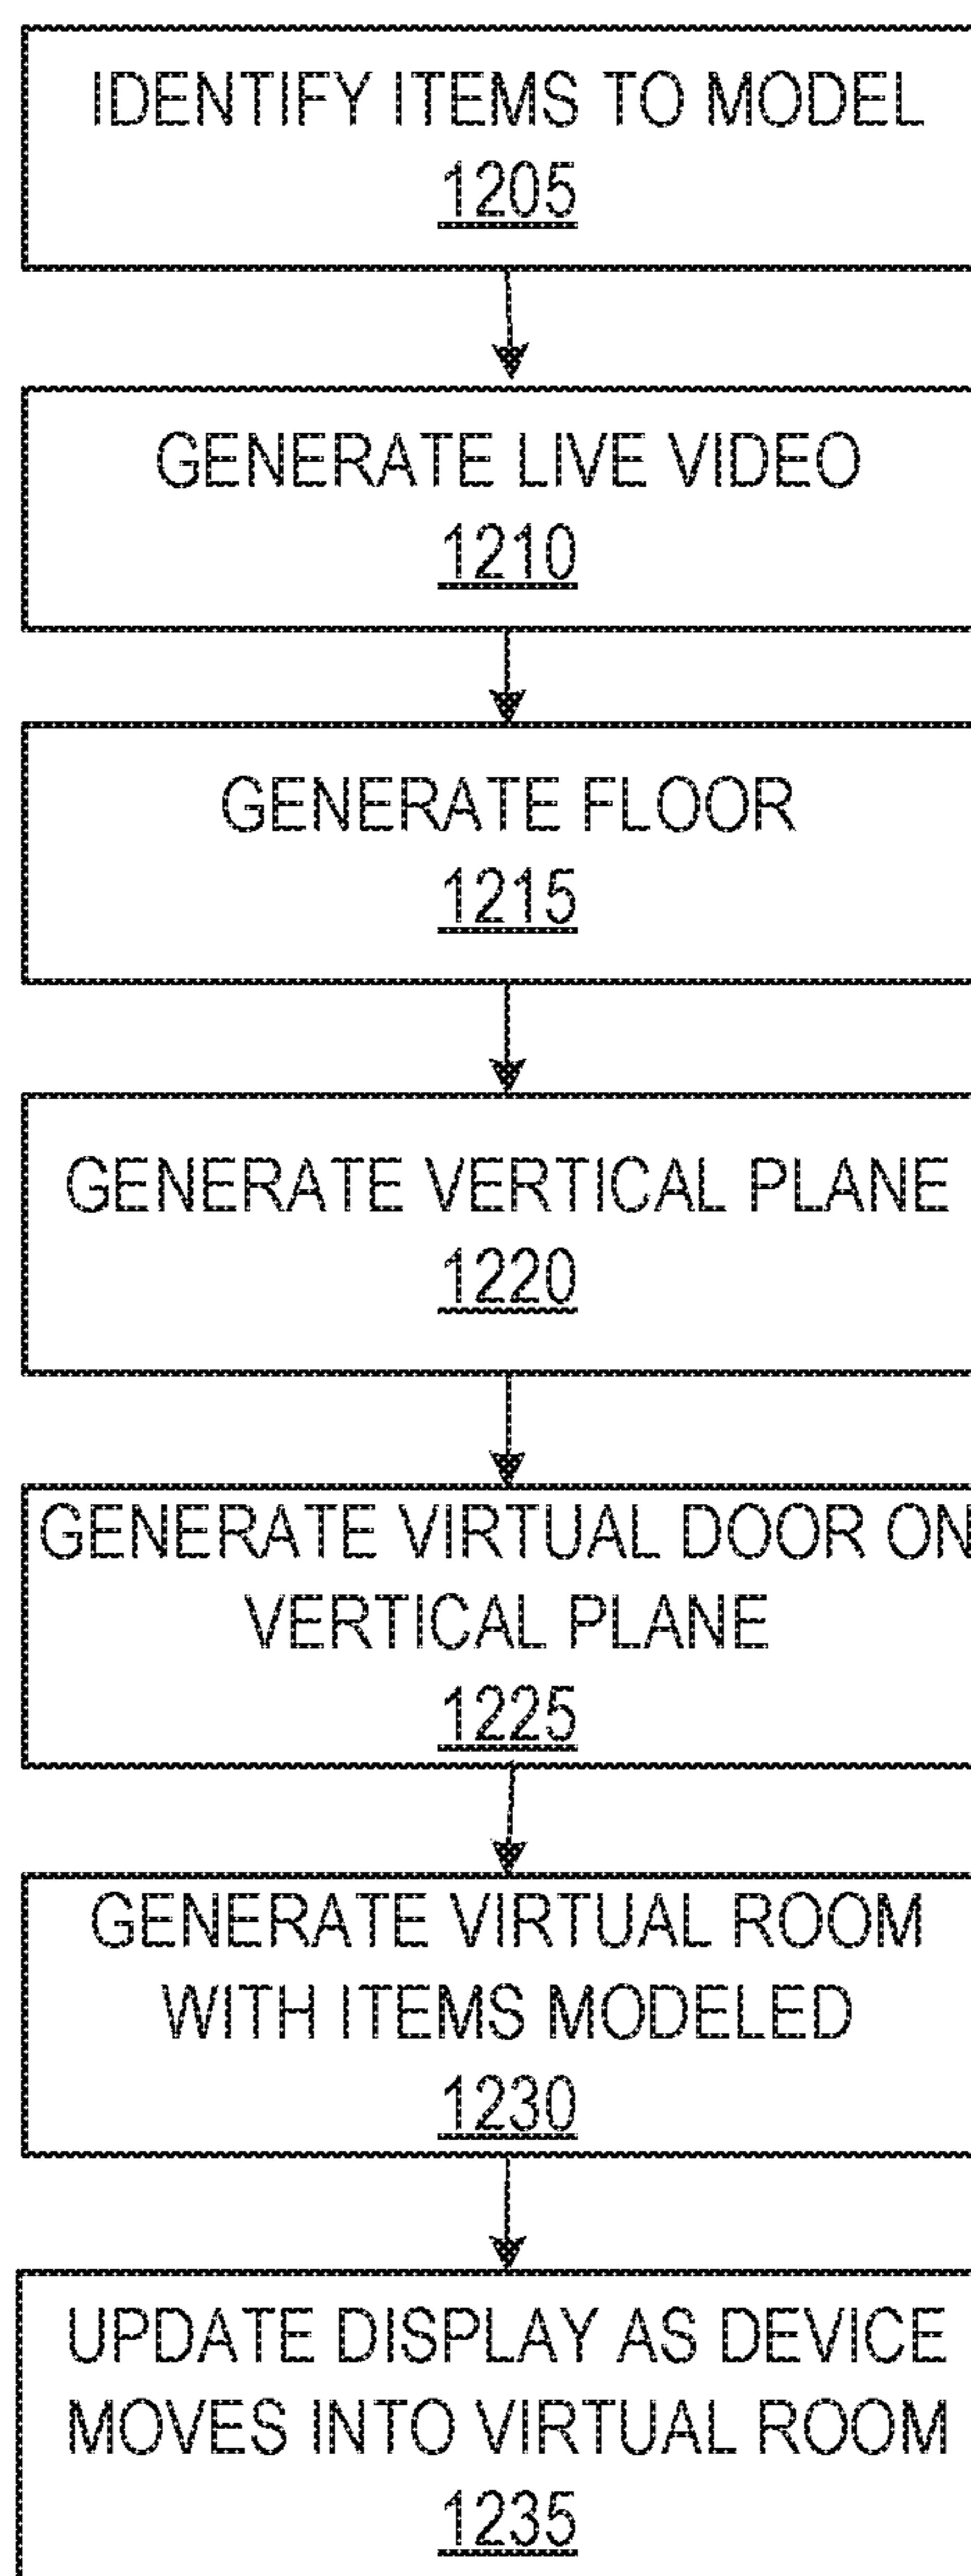 IDENTIFY ITEMS TO MODEL
1205
GENERATE LIVE VIDEO
1210
GENERATE FLOOR
1215
GENERATE VERTICAL PLANE
1220
GENERATE VIRTUAL DOOR ON
VERTICAL PLANE
1225
GENERATE VIRTUAL ROOM
WITH ITEMS MODELED
1230
UPDATE DISPLAY AS DEVICE
MOVES INTO VIRTUAL ROOM
1235